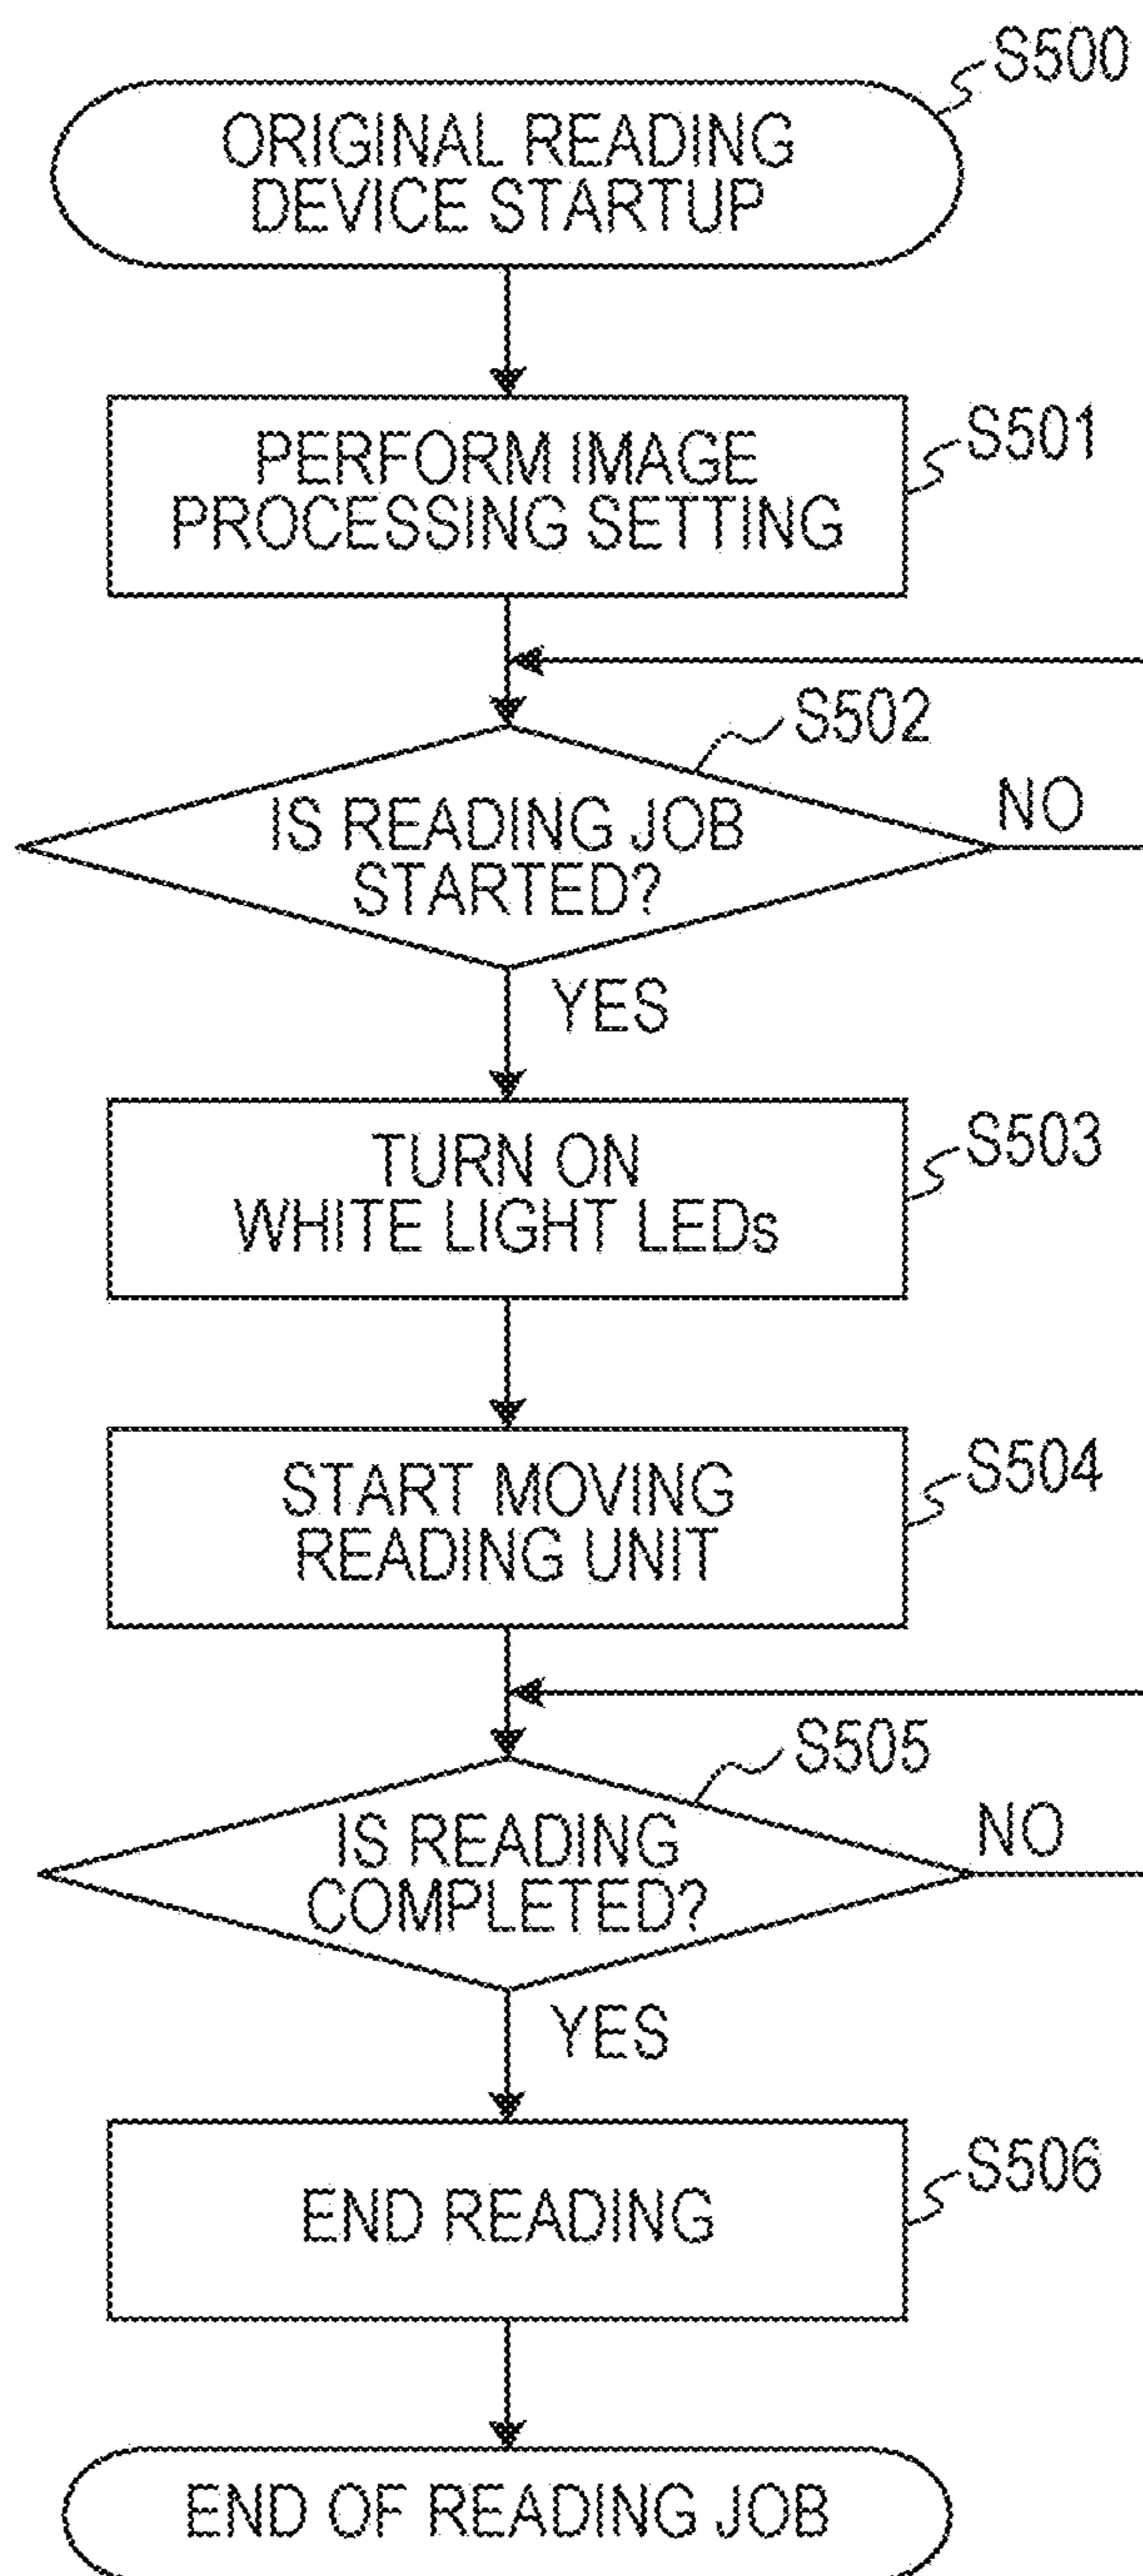 S500
ORIGINAL READING
DEVICE STARTUP
S501
PERFORM IMAGE
PROCESSING SETTING
S502
IS READING JOB
STARTED?
NO
YES
S503
TURN ON
WHITE LIGHT LEDs
S504
START MOVING
READING UNIT
S505
IS READING
COMPLETED?
NO
YES
S506
END READING
END OF READING JOB